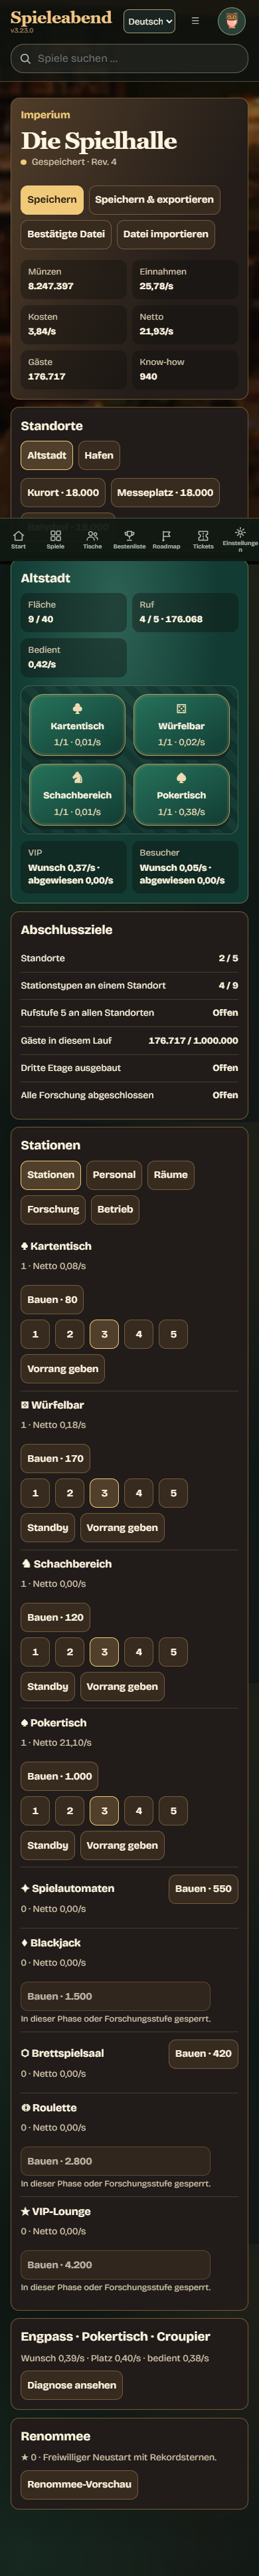 Spieleabend
v3.23.0
Deutsch
Spiele suchen ...
Imperium
Die Spielhalle
Gespeichert · Rev. 4
Speichern
Speichern & exportieren
Bestätigte Datei
Datei importieren
Münzen
8.247.397
Einnahmen
25,78/s
Kosten
3,84/s
Netto
21,93/s
Gäste
176.717
Know-how
940
Standorte
Altstadt
Hafen
Kurort · 18.000
Messeplatz · 18.000
Start
Spiele
Tische
Bestenliste
Roadmap
Tickets
Einstellunge
n
Altstadt
Fläche
9 / 40
Ruf
4 / 5 · 176.068
Bedient
0,42/s
Kartentisch
1/1 · 0,01/s
Würfelbar
1/1 · 0,02/s
Schachbereich
1/1 · 0,01/s
Pokertisch
1/1 · 0,38/s
VIP
Wunsch 0,37/s ·
abgewiesen 0,00/s
Besucher
Wunsch 0,05/s ·
abgewiesen 0,00/s
Abschlussziele
Standorte 2 / 5
Stationstypen an einem Standort 4 / 9
Rufstufe 5 an allen Standorten Offen
Gäste in diesem Lauf 176.717 / 1.000.000
Dritte Etage ausgebaut Offen
Alle Forschung abgeschlossen Offen
Stationen
Stationen
Personal
Räume
Forschung
Betrieb
Kartentisch
1 · Netto 0,08/s
Bauen · 80
1 2 3 4 5
Vorrang geben
Würfelbar
1 · Netto 0,18/s
Bauen · 170
1 2 3 4 5
Standby
Vorrang geben
Schachbereich
1 · Netto 0,00/s
Bauen · 120
1 2 3 4 5
Standby
Vorrang geben
Pokertisch
1 · Netto 21,10/s
Bauen · 1.000
1 2 3 4 5
Standby
Vorrang geben
Spielautomaten
Bauen · 550
0 · Netto 0,00/s
Blackjack
0 · Netto 0,00/s
Bauen · 1.500
In dieser Phase oder Forschungsstufe gesperrt.
Brettspielsaal
Bauen · 420
0 · Netto 0,00/s
Roulette
0 · Netto 0,00/s
Bauen · 2.800
In dieser Phase oder Forschungsstufe gesperrt.
VIP-Lounge
0 · Netto 0,00/s
Bauen · 4.200
In dieser Phase oder Forschungsstufe gesperrt.
Engpass · Pokertisch · Croupier
Wunsch 0,39/s · Platz 0,40/s · bedient 0,38/s
Diagnose ansehen
Renommee
★ 0 · Freiwilliger Neustart mit Rekordsternen.
Renommee-Vorschau